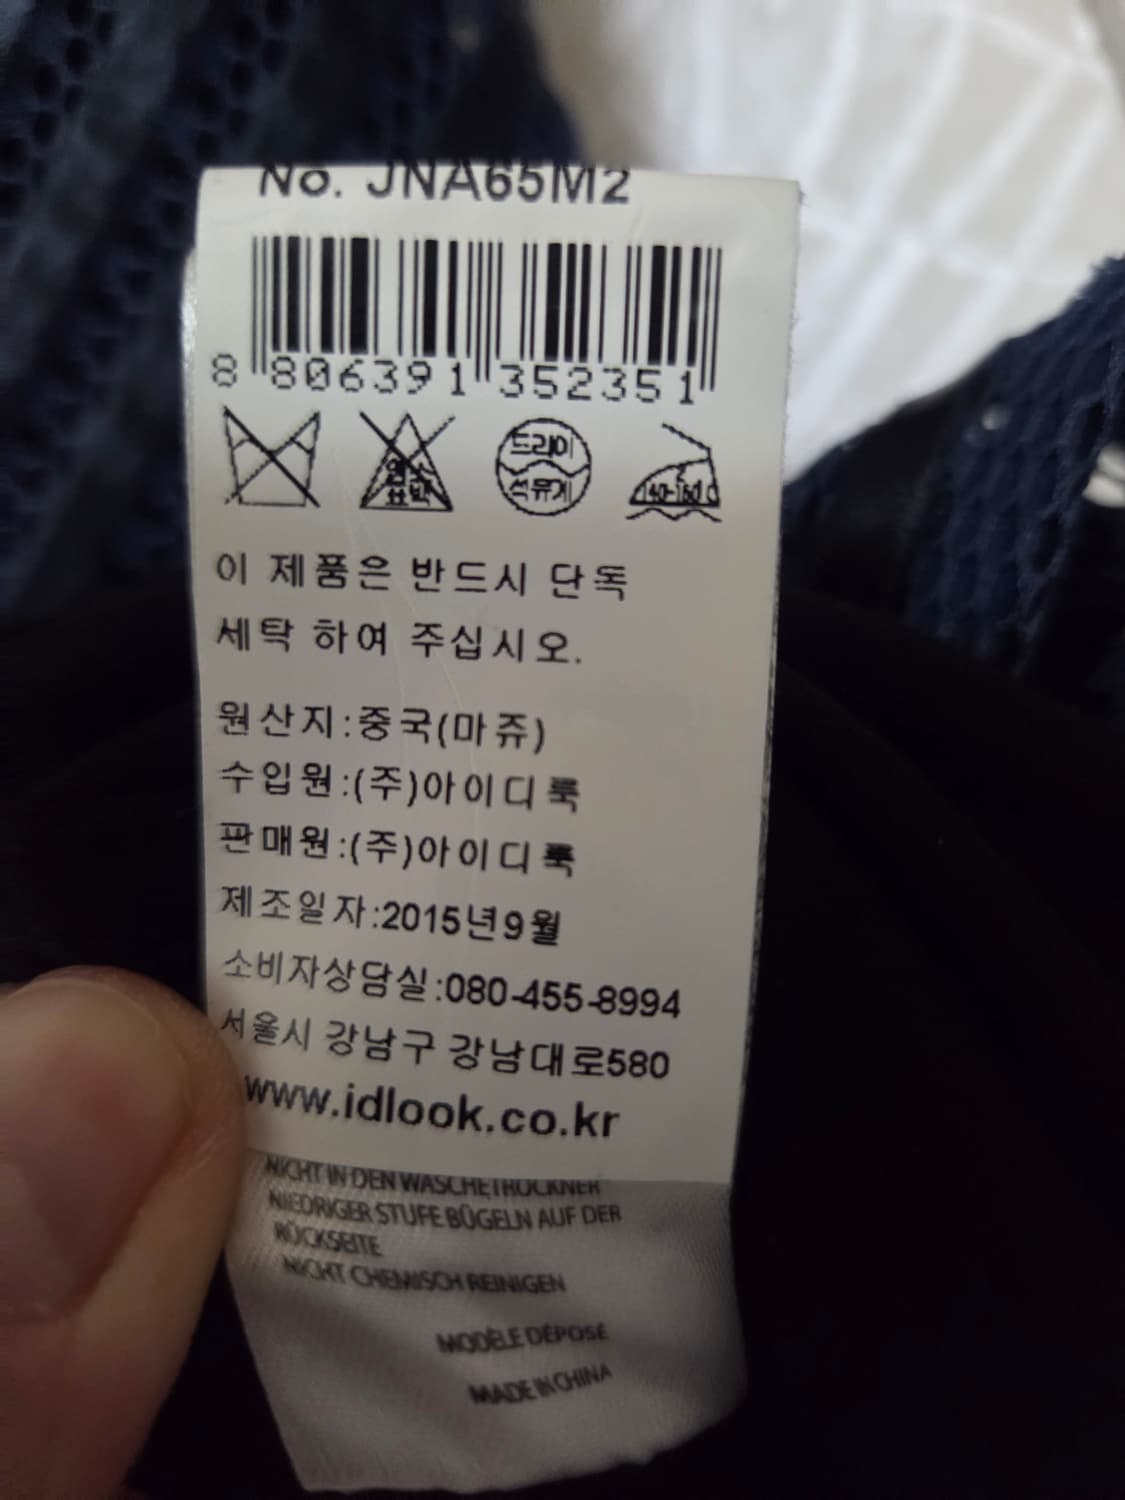 No. JNA65M2
8 806391 352351
염소
표백
드라이
석유계
140-160℃
이 제품은 반드시 단독
세탁 하여 주십시오.
원산지:중국(마쥬)
수입원:(주)아이디룩
판매원:(주)아이디룩
제조일자:2015년9월
소비자상담실:080-455-8994
서울시 강남구 강남대로580
www.idlook.co.kr
NICHT IN DEN WASCHETROCKNER
NIEDRIGER STUFE BÜGELN AUF DER
RÜCKSEITE
NICHT CHEMISCH REINIGEN
MODÈLE DÉPOSÉ
MADE IN CHINA